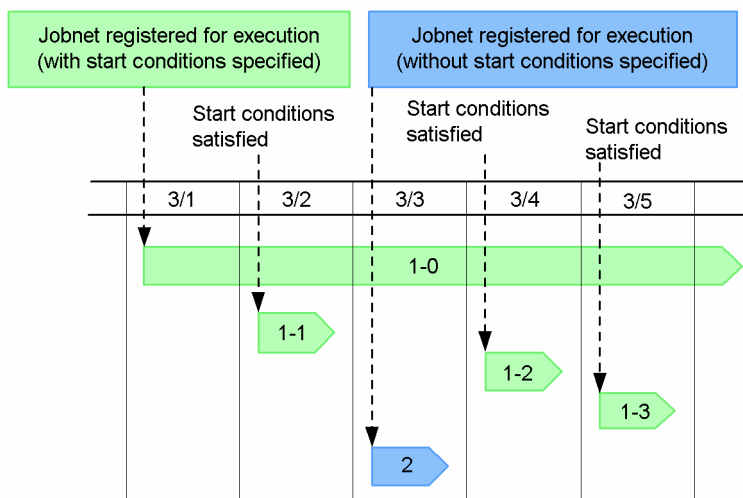 Jobnet registered for execution
(with start conditions specified)
Jobnet registered for execution
(without start conditions specified)
Start conditions
satisfied
Start conditions
satisfied
Start conditions
satisfied
3/1
3/2
3/3
3/4
3/5
1-0
1-1
1-2
1-3
2